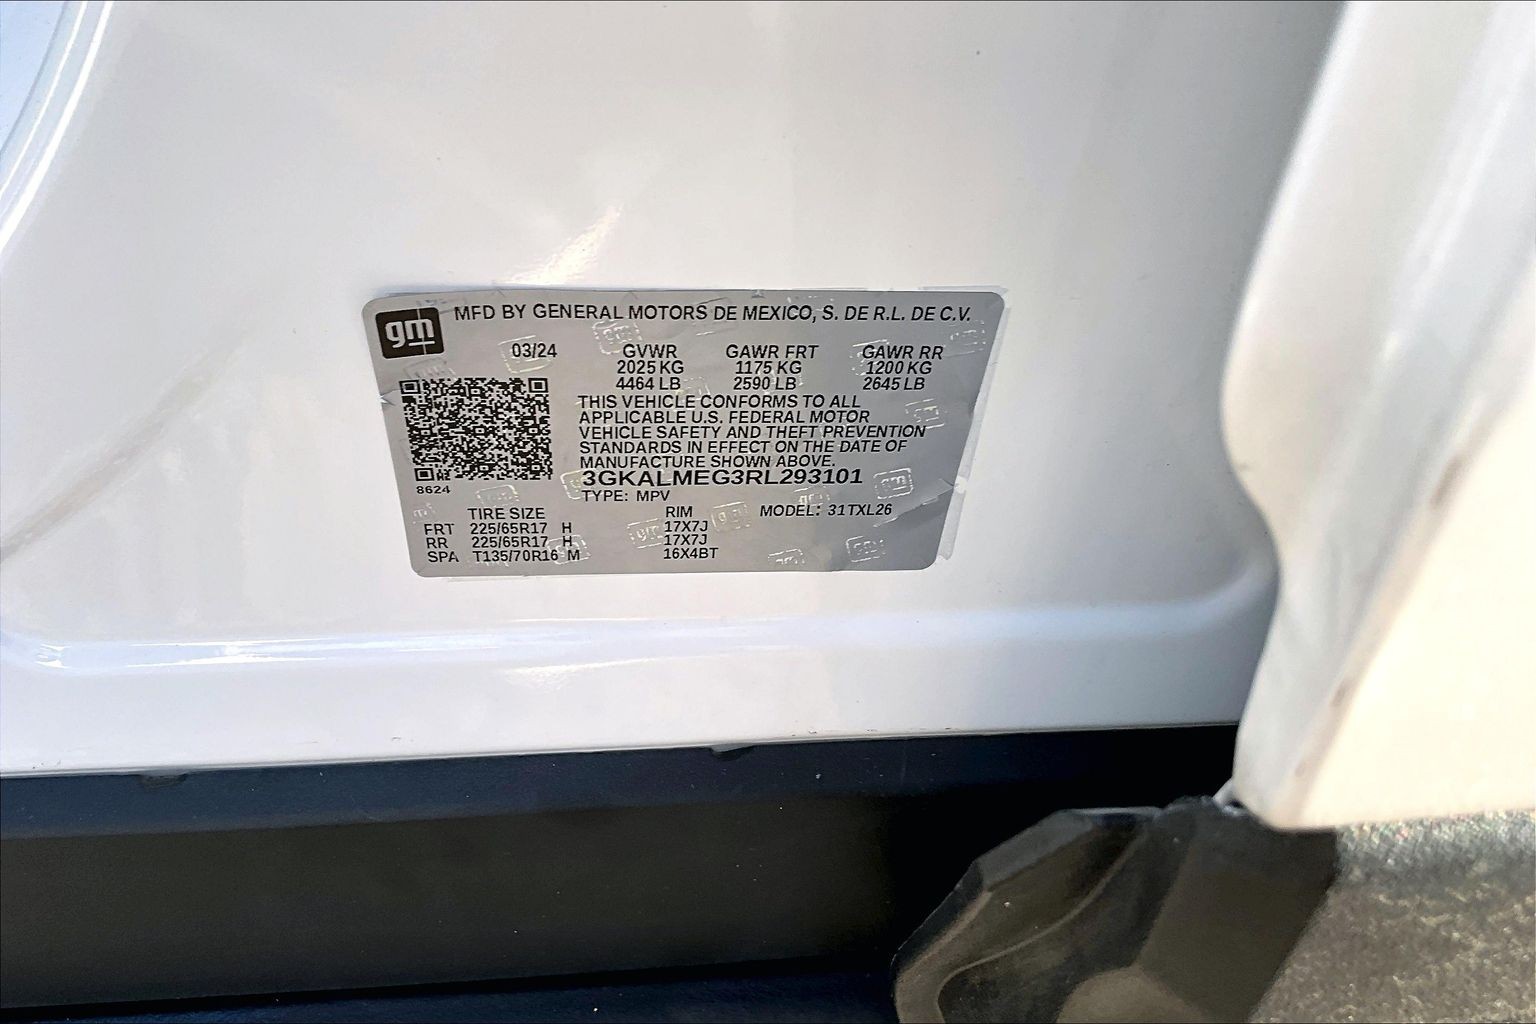 gm MFD BY GENERAL MOTORS DE MEXICO, S. DE R.L. DE C.V.
03/24 GVWR GAWR FRT GAWR RR
2025 KG 1175 KG 1200 KG
4464 LB 2590 LB 2645 LB
THIS VEHICLE CONFORMS TO ALL
APPLICABLE U.S. FEDERAL MOTOR
VEHICLE SAFETY AND THEFT PREVENTION
STANDARDS IN EFFECT ON THE DATE OF
MANUFACTURE SHOWN ABOVE.
3GKALMEG3RL293101
8624
TYPE: MPV
TIRE SIZE RIM MODEL: 31TXL26
FRT 225/65R17 H 17X7J
RR 225/65R17 H 17X7J
SPA T135/70R16 M 16X4BT